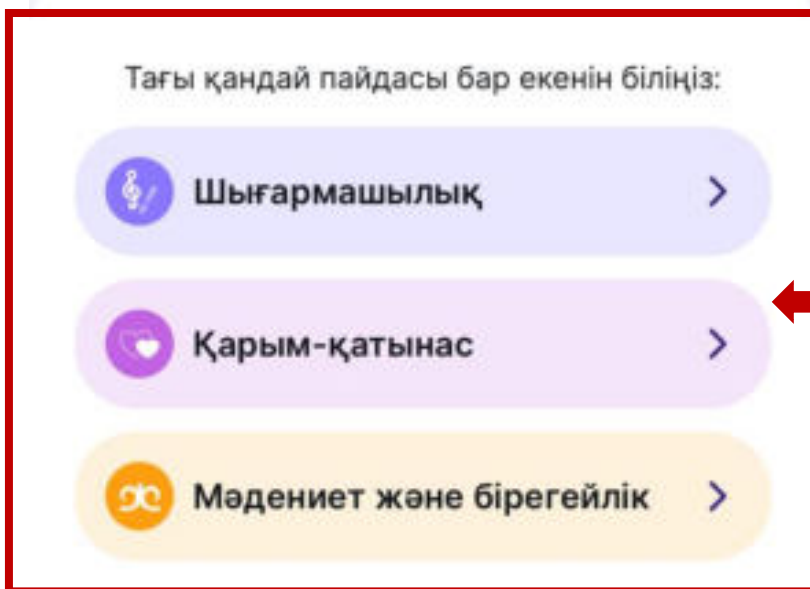 Тағы қандай пайдасы бар екенін біліңіз:
Шығармашылық
Қарым-қатынас
Мәдениет және бірегейлік